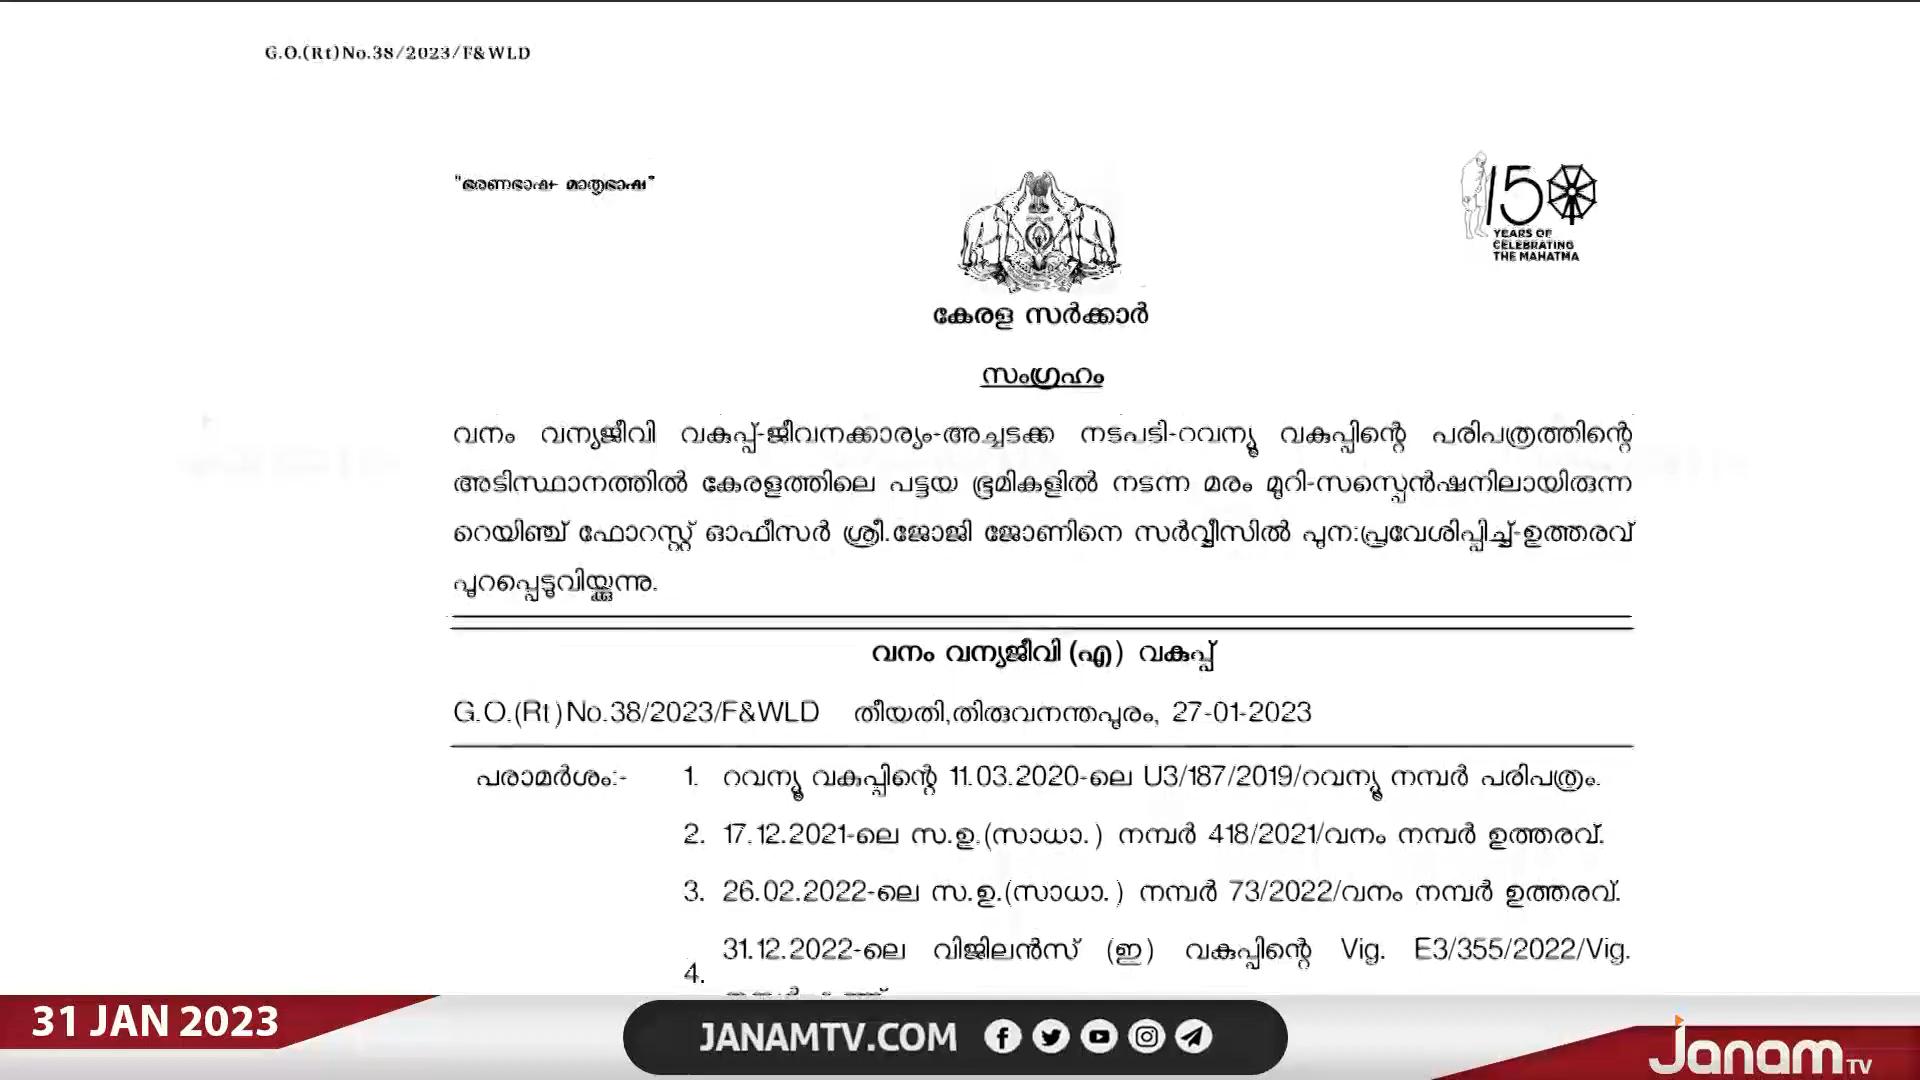 G.O.(Rt)No.38/2023/F&WLD
"ഭരണഭാഷ- മാതൃഭാഷ"
150
YEARS OF
CELEBRATING
THE MAHATMA
കേരള സർക്കാർ
സംഗ്രഹം
വനം വന്യജീവി വകുപ്പ്-ജീവനക്കാര്യം-അച്ചടക്ക നടപടി-റവന്യൂ വകുപ്പിന്റെ പരിപത്രത്തിന്റെ
അടിസ്ഥാനത്തിൽ കേരളത്തിലെ പട്ടയ ഭൂമികളിൽ നടന്ന മരം മുറി-സസ്പെൻഷനിലായിരുന്ന
റെയിഞ്ച് ഫോറസ്റ്റ് ഓഫീസർ ശ്രീ.ജോജി ജോണിനെ സർവ്വീസിൽ പുന:പ്രവേശിപ്പിച്ച്-ഉത്തരവ്
പുറപ്പെട്ടുവിയ്ക്കുന്നു.
വനം വന്യജീവി (എ) വകുപ്പ്
G.O.(Rt)No.38/2023/F&WLD തീയതി,തിരുവനന്തപുരം, 27-01-2023
പരാമർശം:- 1. റവന്യൂ വകുപ്പിന്റെ 11.03.2020-ലെ U3/187/2019/റവന്യൂ നമ്പർ പരിപത്രം.
2. 17.12.2021-ലെ സ.ഉ.(സാധാ.) നമ്പർ 418/2021/വനം നമ്പർ ഉത്തരവ്.
3. 26.02.2022-ലെ സ.ഉ.(സാധാ.) നമ്പർ 73/2022/വനം നമ്പർ ഉത്തരവ്.
4. 31.12.2022-ലെ വിജിലൻസ് (ഇ) വകുപ്പിന്റെ Vig. E3/355/2022/Vig.
31 JAN 2023
JANAMTV.COM
Janam TV